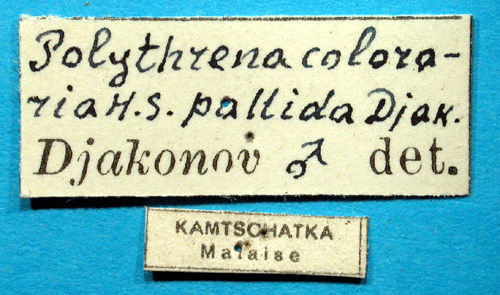 Polythrena colora-
ria H.S. pallida Djak.
Djakonov ♂ det.
KAMTSCHATKA
Malaise